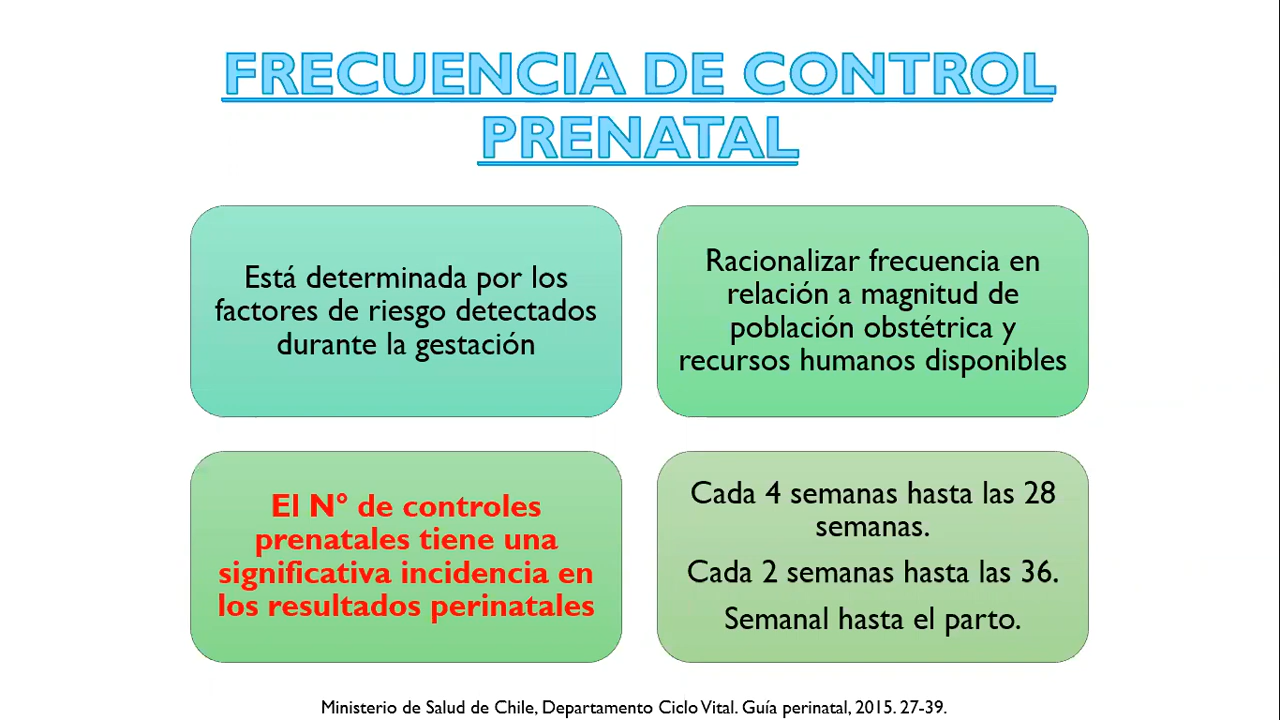 FRECUENCIA DE CONTROL
PRENATAL
Está determinada por los
factores de riesgo detectados
durante la gestación
Racionalizar frecuencia en
relación a magnitud de
población obstétrica y
recursos humanos disponibles
El N° de controles
prenatales tiene una
significativa incidencia en
los resultados perinatales
Cada 4 semanas hasta las 28
semanas.
Cada 2 semanas hasta las 36.
Semanal hasta el parto.
Ministerio de Salud de Chile, Departamento Ciclo Vital. Guía perinatal, 2015. 27-39.